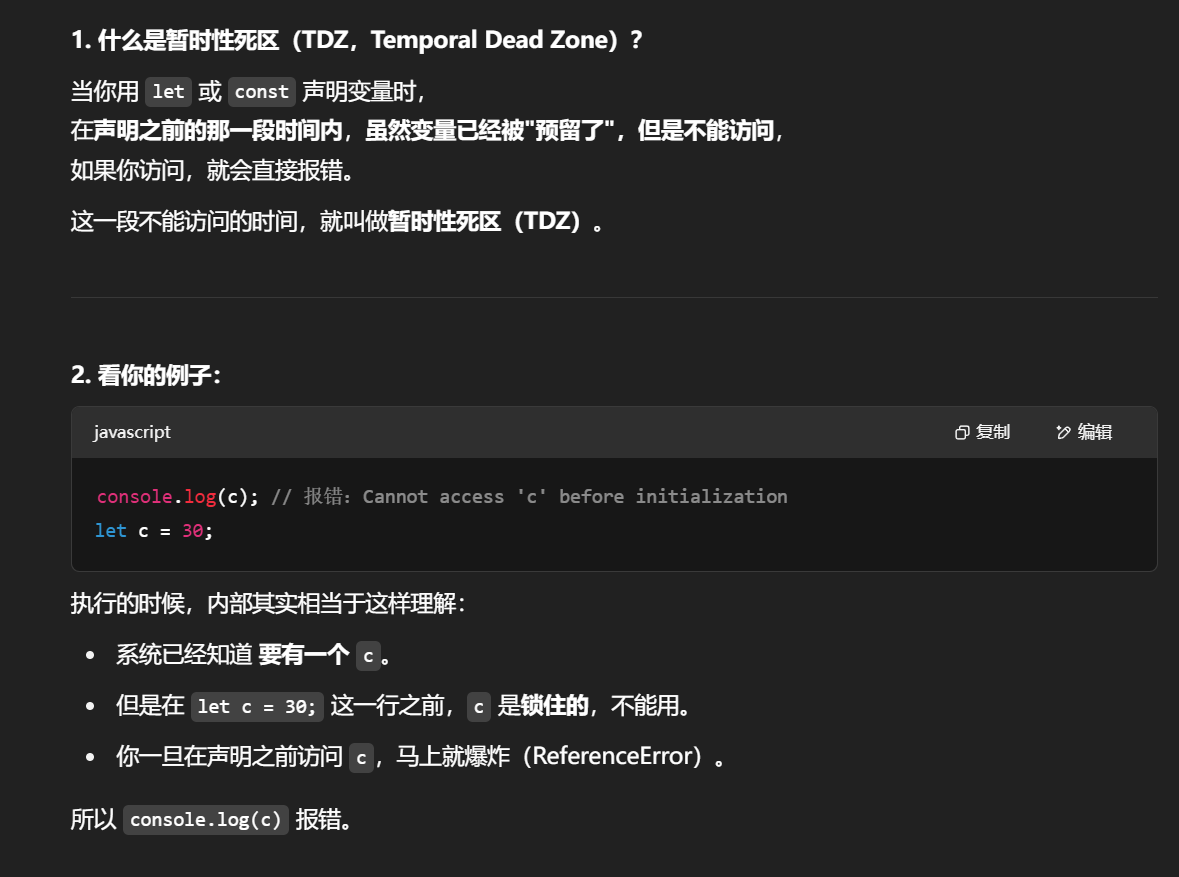 1. 什么是暂时性死区（TDZ，Temporal Dead Zone）？
当你用 let 或 const 声明变量时，
在声明之前的那一段时间内，虽然变量已经被"预留了"，但是不能访问，
如果你访问，就会直接报错。
这一段不能访问的时间，就叫做暂时性死区（TDZ）。
2. 看你的例子：
javascript 复制 编辑
console.log(c); // 报错：Cannot access 'c' before initialization
let c = 30;
执行的时候，内部其实相当于这样理解：
• 系统已经知道 要有一个 c。
• 但是在 let c = 30; 这一行之前，c 是锁住的，不能用。
• 你一旦在声明之前访问 c，马上就爆炸（ReferenceError）。
所以 console.log(c) 报错。